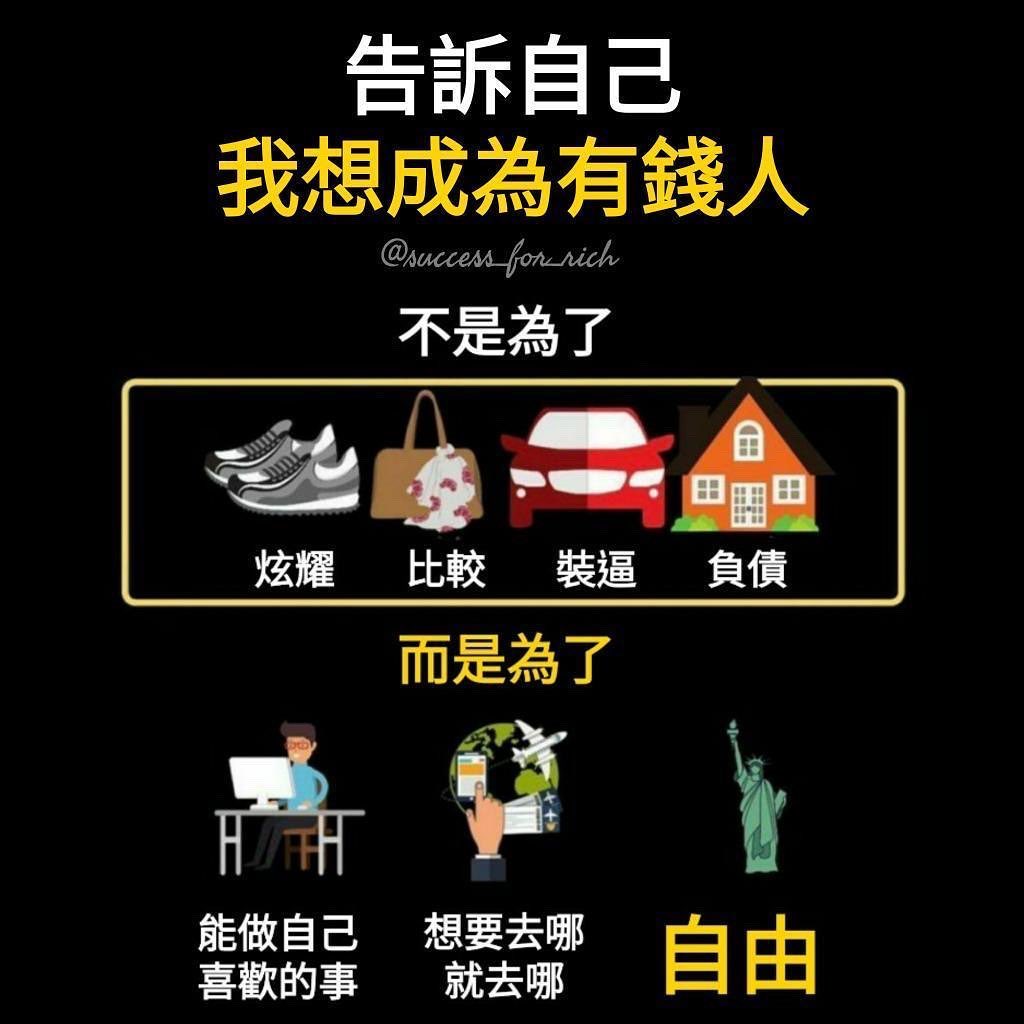 告訴自己
我想成為有錢人
@success_for_rich
不是為了
炫耀 比較 裝逼 負債
而是為了
能做自己 想要去哪 自由
喜歡的事 就去哪